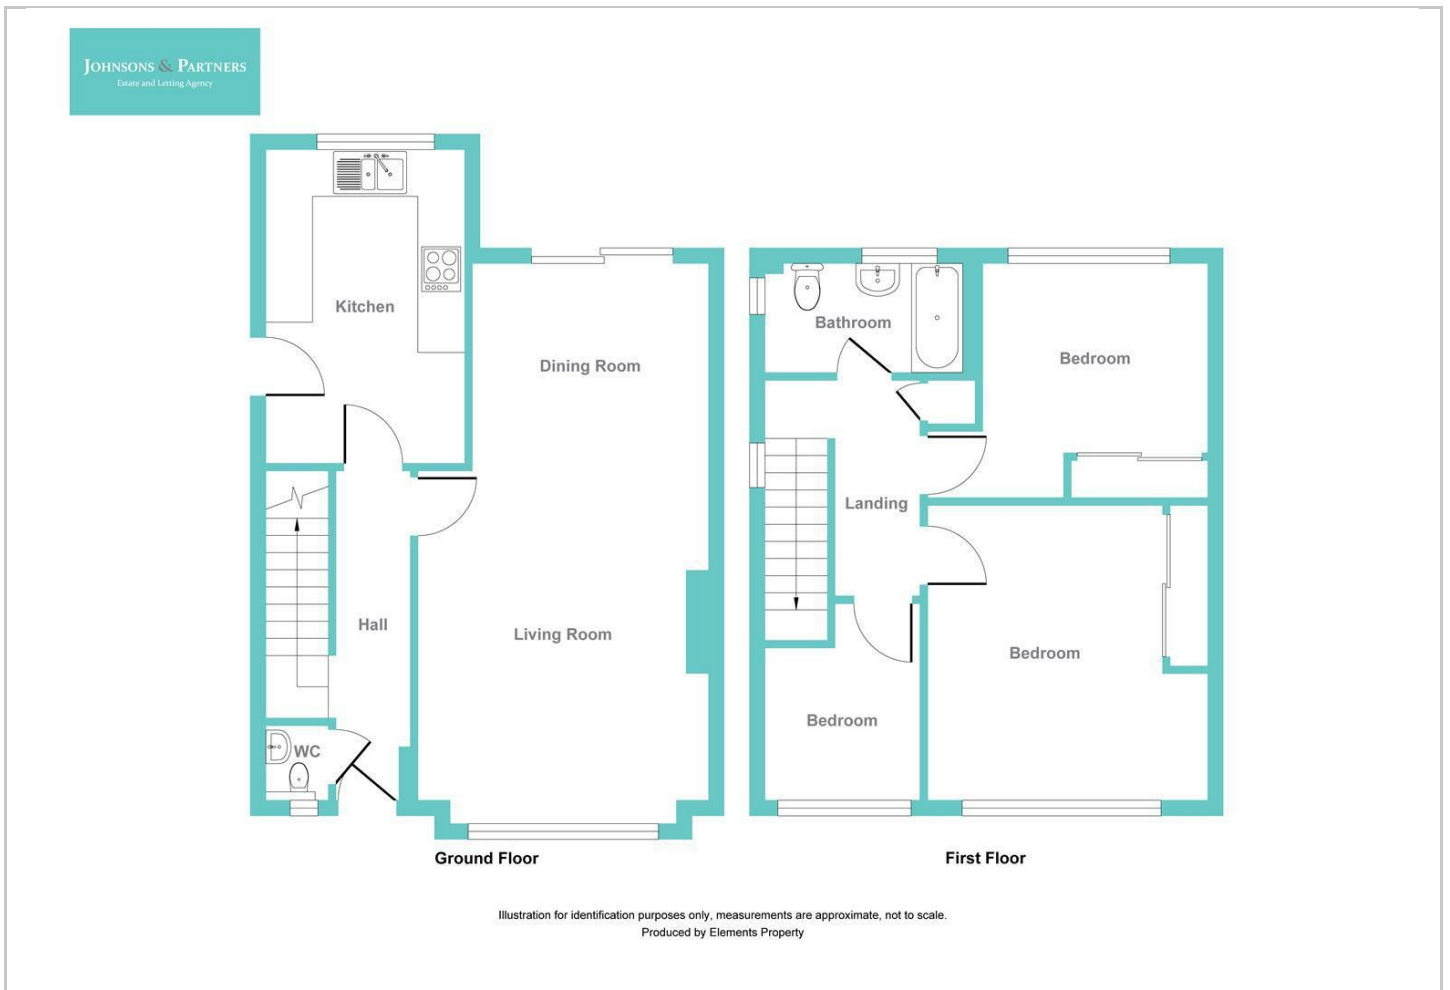 JOHNSONS & PARTNERS
Estate and Letting Agency
Kitchen
Dining Room
Hall
Living Room
WC
Ground Floor
Bathroom
Bedroom
Landing
Bedroom
Bedroom
First Floor
Illustration for identification purposes only, measurements are approximate, not to scale.
Produced by Elements Property